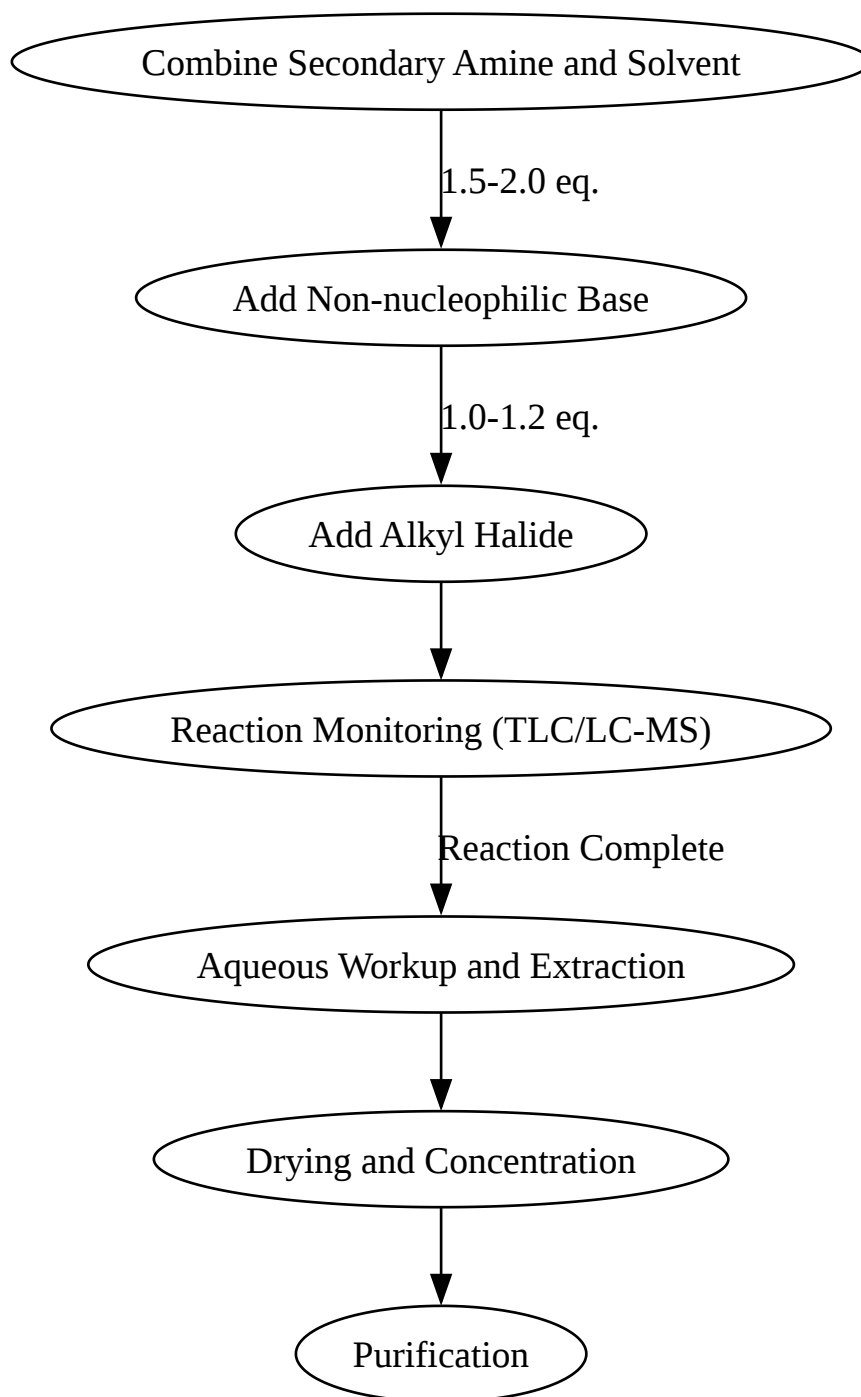 Combine Secondary Amine and Solvent
1.5-2.0 eq.
Add Non-nucleophilic Base
1.0-1.2 eq.
Add Alkyl Halide
Reaction Monitoring (TLC/LC-MS)
Reaction Complete
Aqueous Workup and Extraction
Drying and Concentration
Purification